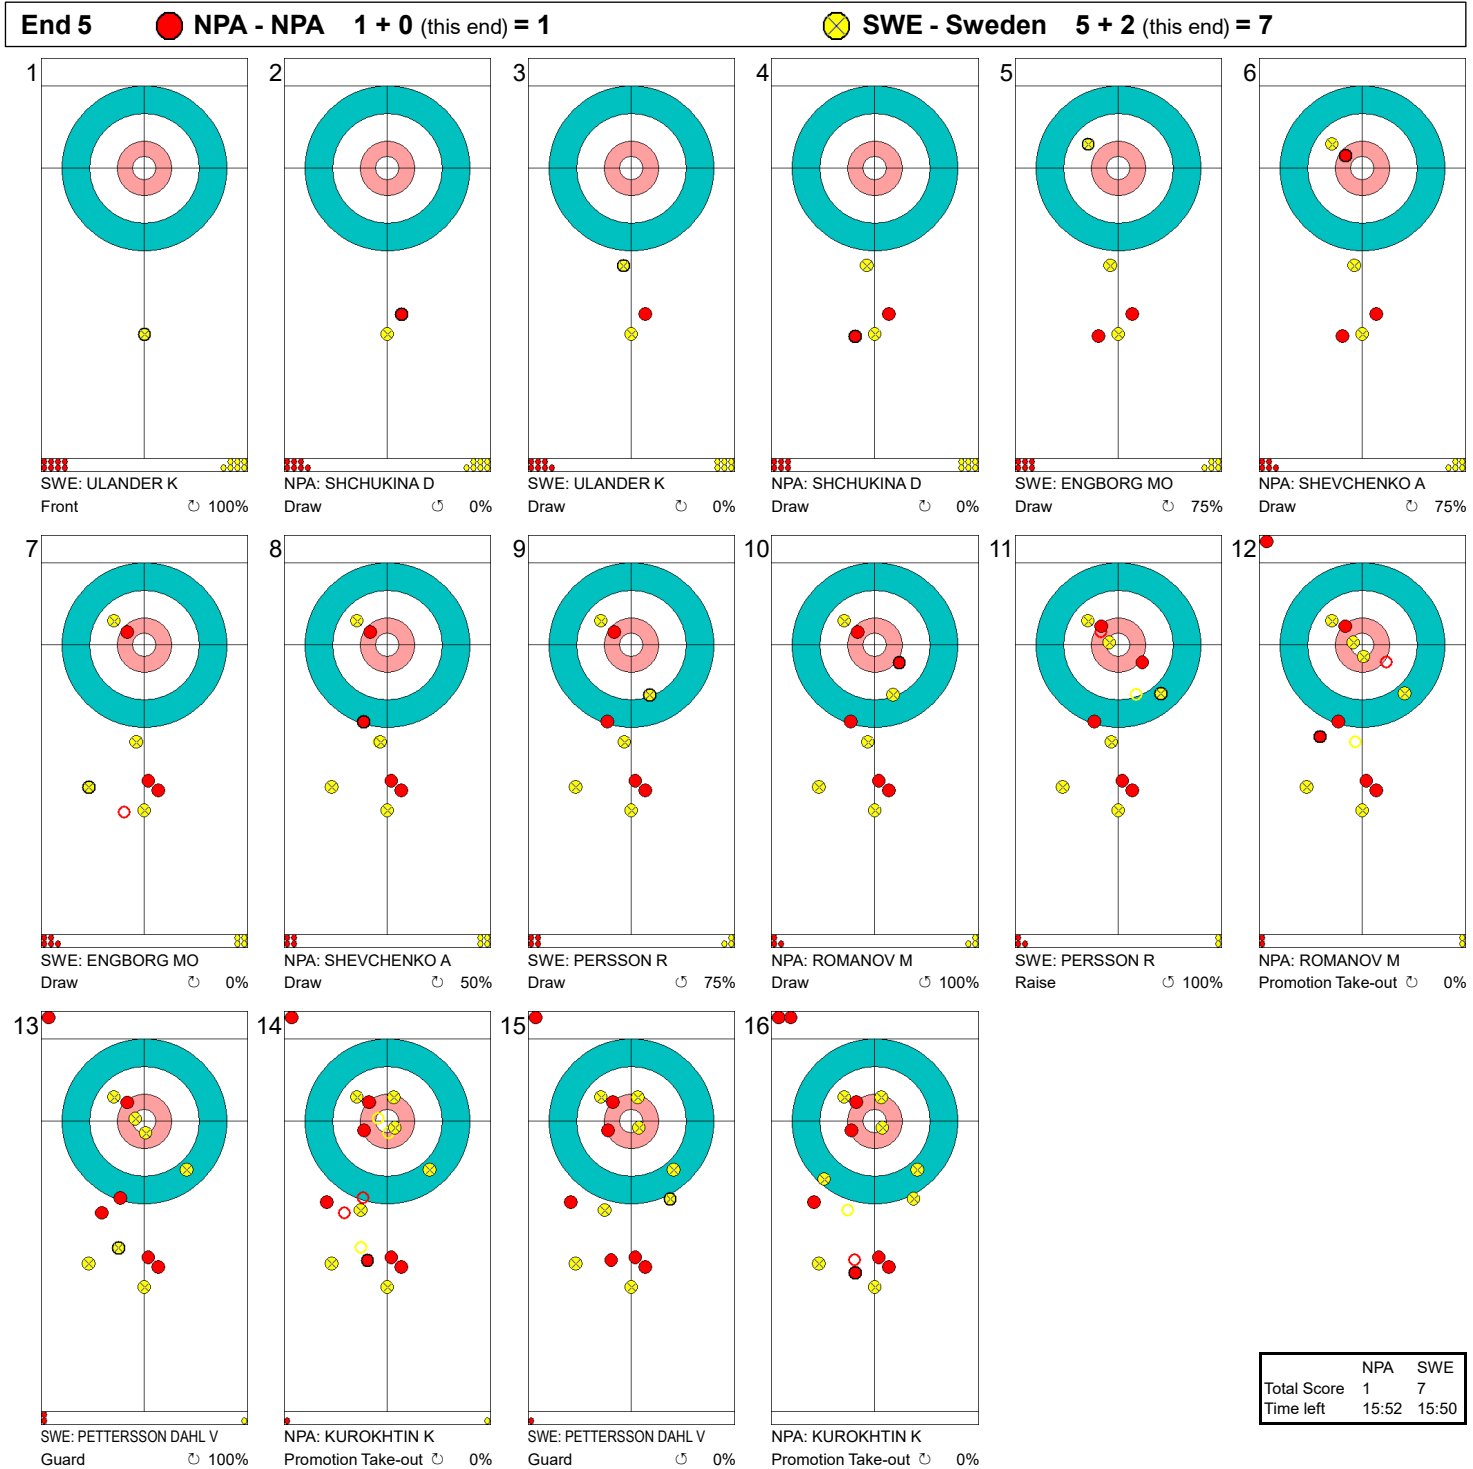 End 5 NPA - NPA 1 + 0 (this end) = 1 SWE - Sweden 5 + 2 (this end) = 7
1 2 3 4 5 6
SWE: ULANDER K NPA: SHCHUKINA D SWE: ULANDER K NPA: SHCHUKINA D SWE: ENGBORG MO NPA: SHEVCHENKO A
Front ↻ 100% Draw ↺ 0% Draw ↻ 0% Draw ↻ 0% Draw ↻ 75% Draw ↻ 75%
7 8 9 10 11 12
SWE: ENGBORG MO NPA: SHEVCHENKO A SWE: PERSSON R NPA: ROMANOV M SWE: PERSSON R NPA: ROMANOV M
Draw ↻ 0% Draw ↻ 50% Draw ↺ 75% Draw ↺ 100% Raise ↺ 100% Promotion Take-out ↻ 0%
13 14 15 16
NPA SWE
Total Score 1 7
Time left 15:52 15:50
SWE: PETTERSSON DAHL V NPA: KUROKHTIN K SWE: PETTERSSON DAHL V NPA: KUROKHTIN K
Guard ↻ 100% Promotion Take-out ↻ 0% Guard ↺ 0% Promotion Take-out ↻ 0%